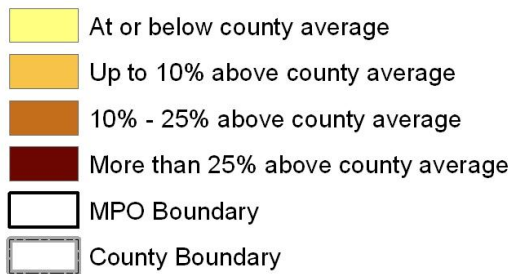 At or below county average
Up to 10% above county average
10% - 25% above county average
More than 25% above county average
MPO Boundary
County Boundary